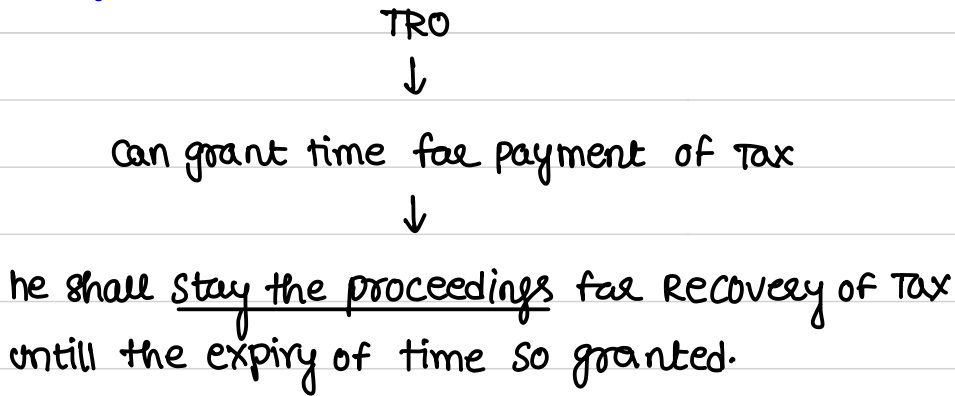 TRO
↓
Can grant time for payment of Tax
↓
he shall stay the proceedings for Recovery of Tax
untill the expiry of time so granted.